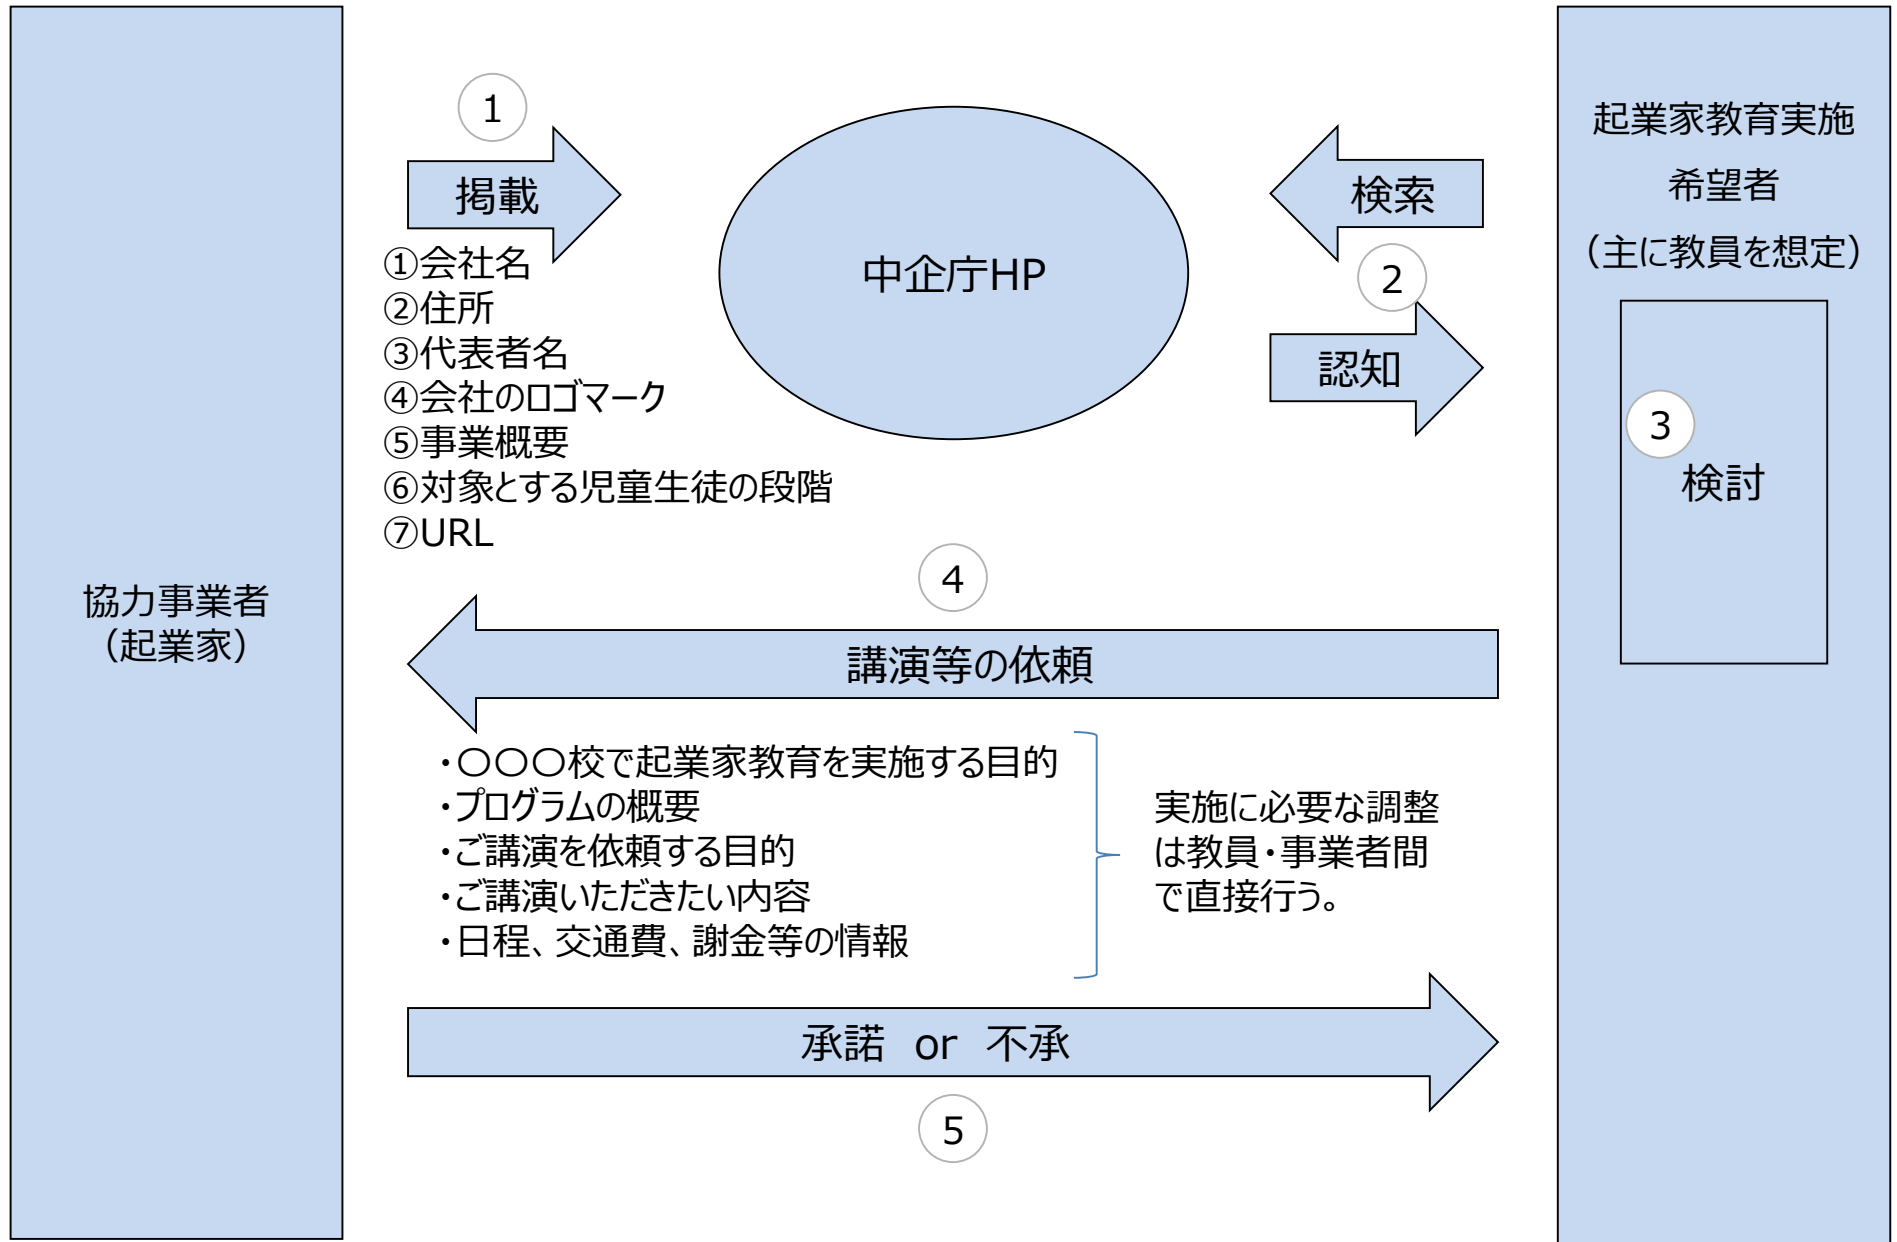 協力事業者
（起業家）
1
掲載
①会社名
②住所
③代表者名
④会社のロゴマーク
⑤事業概要
⑥対象とする児童生徒の段階
⑦URL
中企庁HP
検索
2
認知
起業家教育実施
希望者
（主に教員を想定）
3
検討
4
講演等の依頼
・〇〇〇校で起業家教育を実施する目的
・プログラムの概要
・ご講演を依頼する目的
・ご講演いただきたい内容
・日程、交通費、謝金等の情報
実施に必要な調整
は教員・事業者間
で直接行う。
承諾 or 不承
5